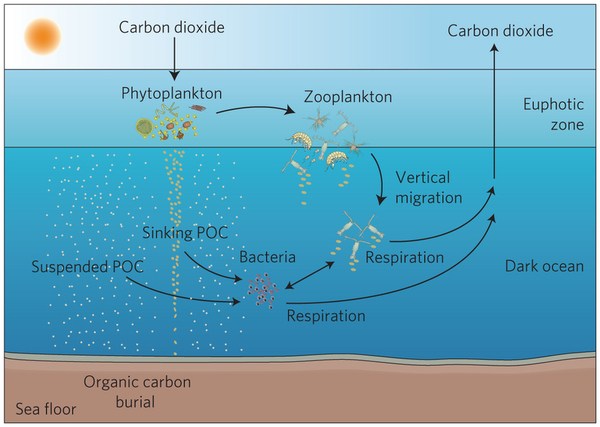 Carbon dioxide
Carbon dioxide
Phytoplankton
Zooplankton
Euphotic
zone
Vertical
migration
Sinking POC
Bacteria
Respiration
Suspended POC
Dark ocean
Respiration
Organic carbon
burial
Sea floor